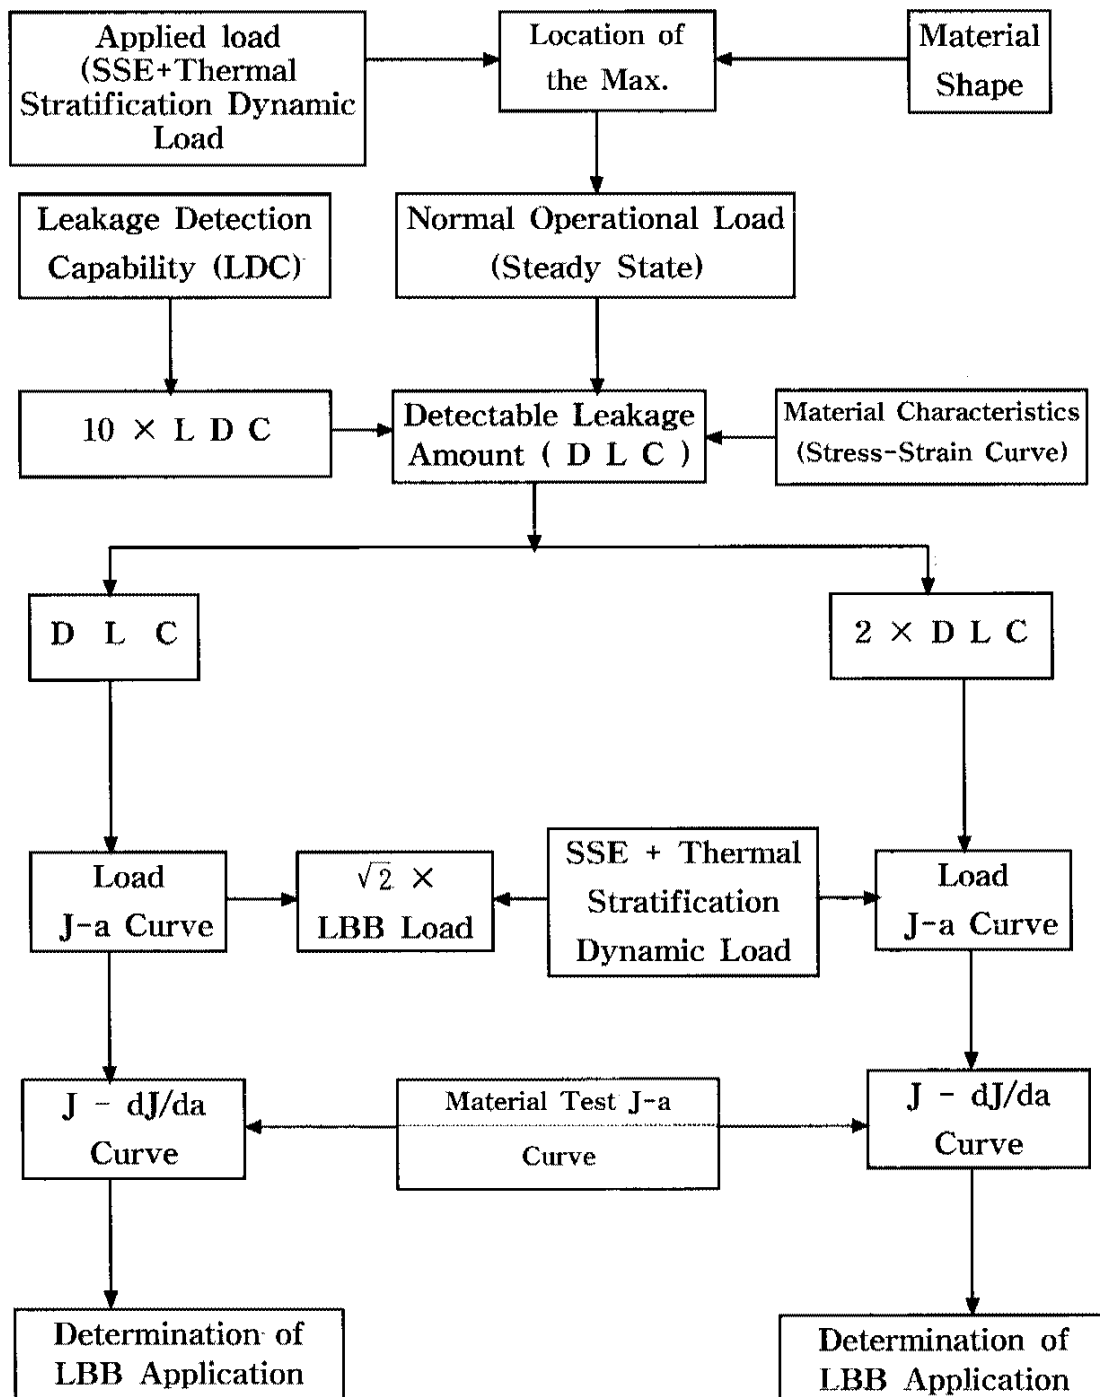 Applied load
(SSE+Thermal
Stratification Dynamic
Load
Location of
the Max.
Material
Shape
Leakage Detection
Capability (LDC)
Normal Operational Load
(Steady State)
10 × L D C
Detectable Leakage
Amount ( D L C )
Material Characteristics
(Stress-Strain Curve)
D L C
2 × D L C
Load
J-a Curve
√2 ×
LBB Load
SSE + Thermal
Stratification
Dynamic Load
Load
J-a Curve
J - dJ/da
Curve
Material Test J-a
Curve
J - dJ/da
Curve
Determination of
LBB Application
Determination of
LBB Application